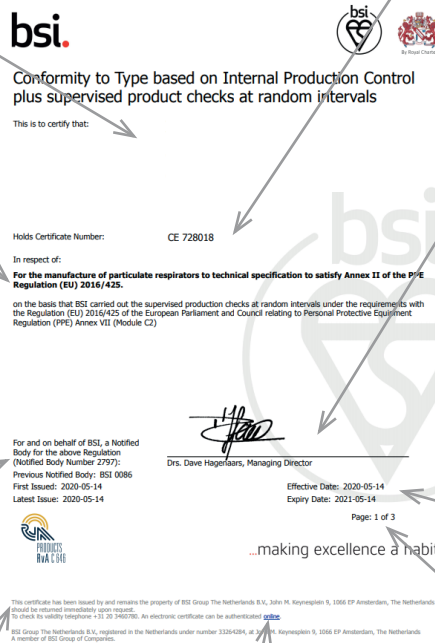 bsi.
bsi
By Royal Charter
Conformity to Type based on Internal Production Control
plus supervised product checks at random intervals
This is to certify that:
Holds Certificate Number: CE 728018
In respect of:
For the manufacture of particulate respirators to technical specification to satisfy Annex II of the PPE
Regulation (EU) 2016/425.
on the basis that BSI carried out the supervised production checks at random intervals under the requirements with
the Regulation (EU) 2016/425 of the European Parliament and Council relating to Personal Protective Equipment
Regulation (PPE) Annex VII (Module C2)
For and on behalf of BSI, a Notified
Body for the above Regulation
(Notified Body Number 2797):
Drs. Dave Hagenaars, Managing Director
Previous Notified Body: BSI 0086
First Issued: 2020-05-14
Effective Date: 2020-05-14
Latest Issue: 2020-05-14
Expiry Date: 2021-05-14
Page: 1 of 3
PRODUCTS
RvA C 646
...making excellence a habit
This certificate has been issued by and remains the property of BSI Group The Netherlands B.V., John M. Keynesplein 9, 1066 EP Amsterdam, The Netherlands
should be returned immediately upon request.
To check its validity telephone +31 20 3460780. An electronic certificate can be authenticated online.
BSI Group The Netherlands B.V., registered in the Netherlands under number 33264284, at John M. Keynesplein 9, 1066 EP Amsterdam, The Netherlands
A member of BSI Group of Companies.